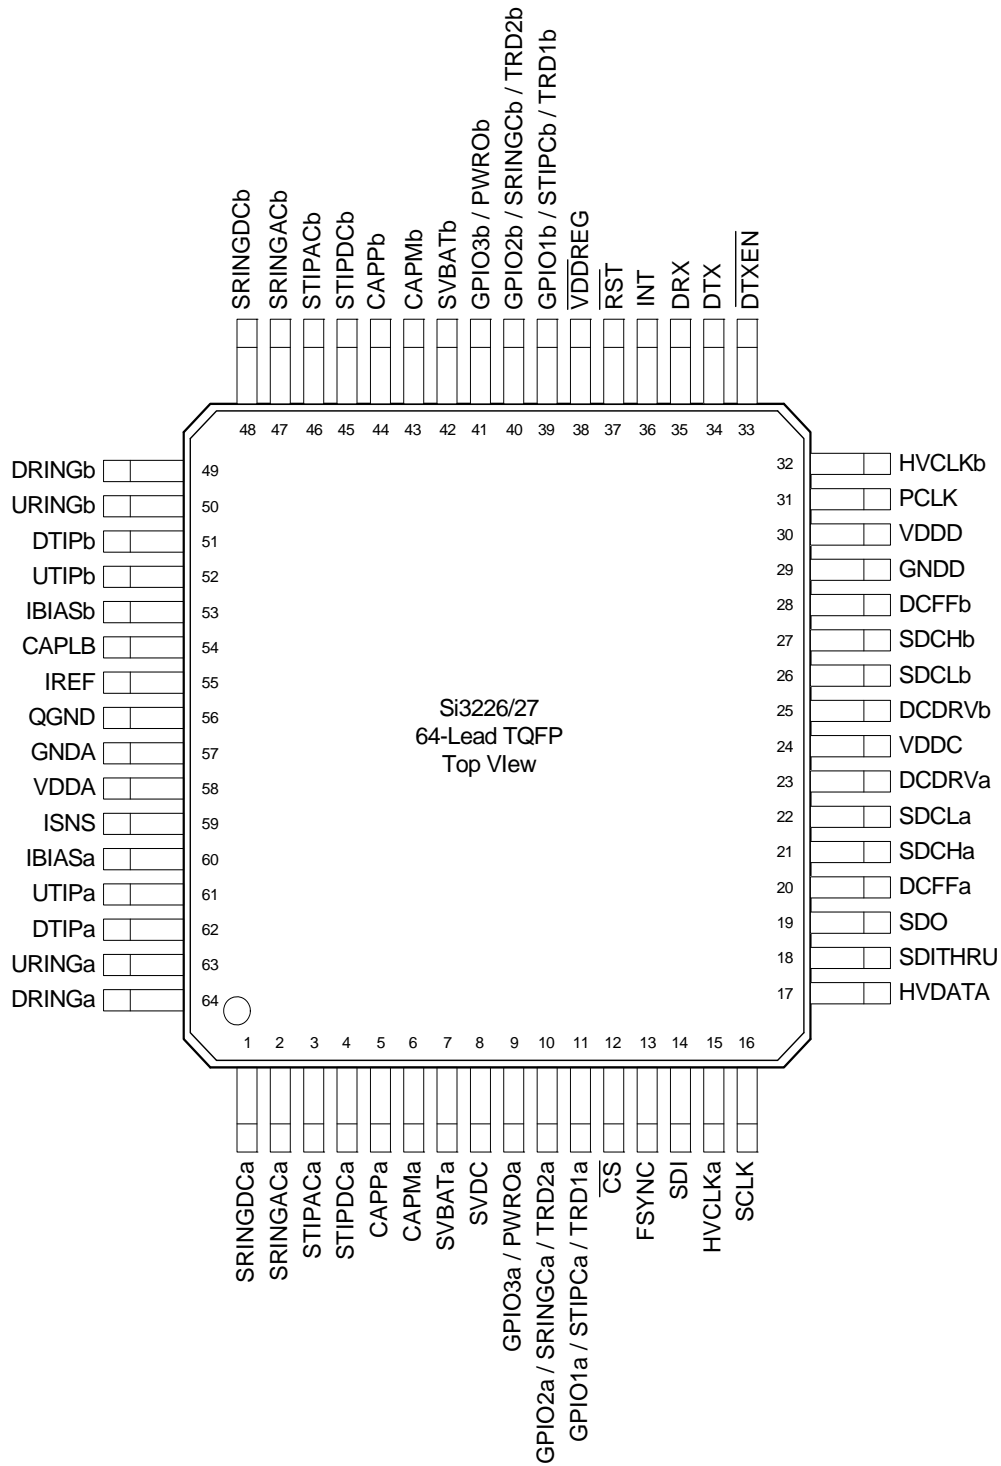 SRINGDCb
SRINGACb
STIPACb
STIPDCb
CAPPb
CAPMb
SVBATb
GPIO3b / PWROb
GPIO2b / SRINGCb / TRD2b
GPIO1b / STIPCb / TRD1b
VDDREG
RST
INT
DRX
DTX
DTXEN
48 47 46 45 44 43 42 41 40 39 38 37 36 35 34 33
DRINGb 49
URINGb 50
DTIPb 51
UTIPb 52
IBIASb 53
CAPLB 54
IREF 55
QGND 56
GNDA 57
VDDA 58
ISNS 59
IBIASa 60
UTIPa 61
DTIPa 62
URINGa 63
DRINGa 64
Si3226/27
64-Lead TQFP
Top VIew
32 HVCLKb
31 PCLK
30 VDDD
29 GNDD
28 DCFFb
27 SDCHb
26 SDCLb
25 DCDRVb
24 VDDC
23 DCDRVa
22 SDCLa
21 SDCHa
20 DCFFa
19 SDO
18 SDITHRU
17 HVDATA
1 2 3 4 5 6 7 8 9 10 11 12 13 14 15 16
SRINGDCa
SRINGACa
STIPACa
STIPDCa
CAPPa
CAPMa
SVBATa
SVDC
GPIO3a / PWROa
GPIO2a / SRINGCa / TRD2a
GPIO1a / STIPCa / TRD1a
CS
FSYNC
SDI
HVCLKa
SCLK